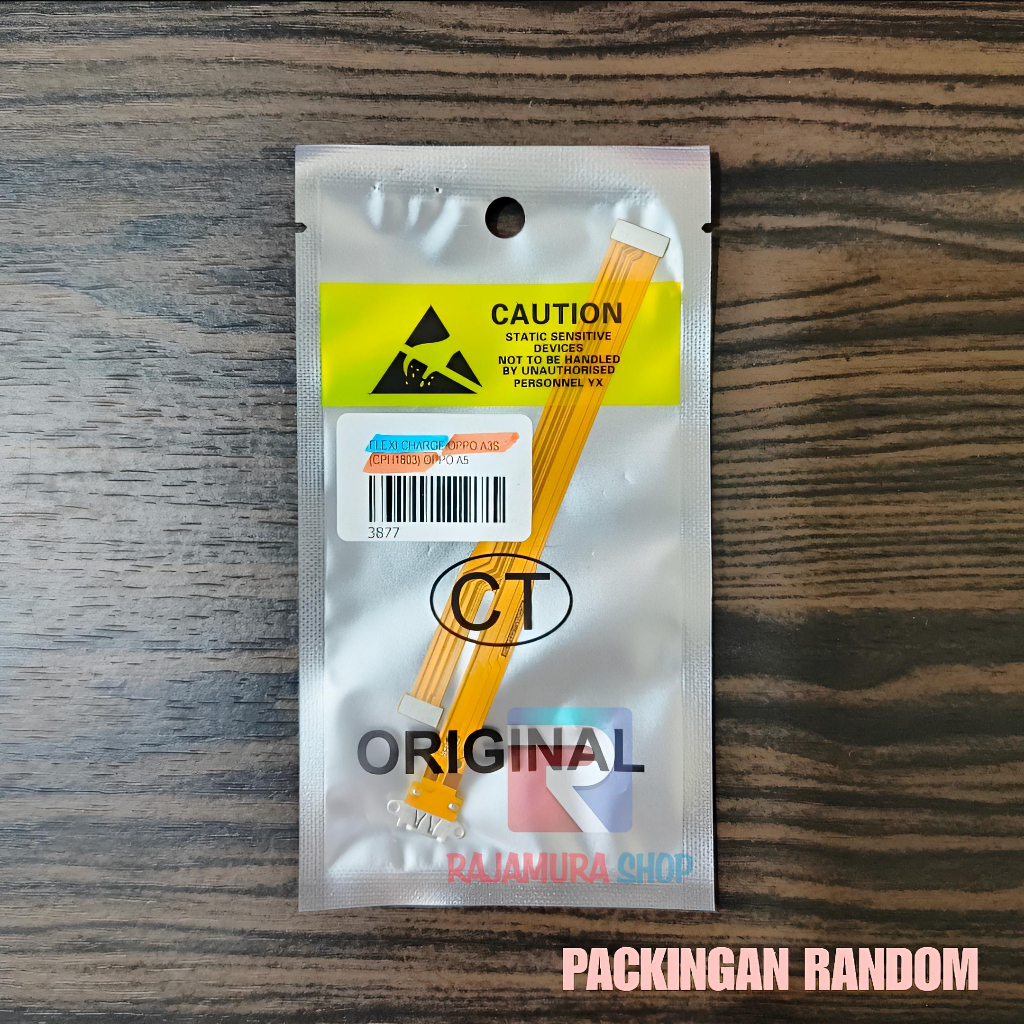 CAUTION
STATIC SENSITIVE
DEVICES
NOT TO BE HANDLED
BY UNAUTHORISED
PERSONNEL YX
FLEXI CHARGE OPPO A3S
(CPH1803) OPPO A5
3877
CT
ORIGINAL
R
RAJAMURA SHOP
PACKINGAN RANDOM